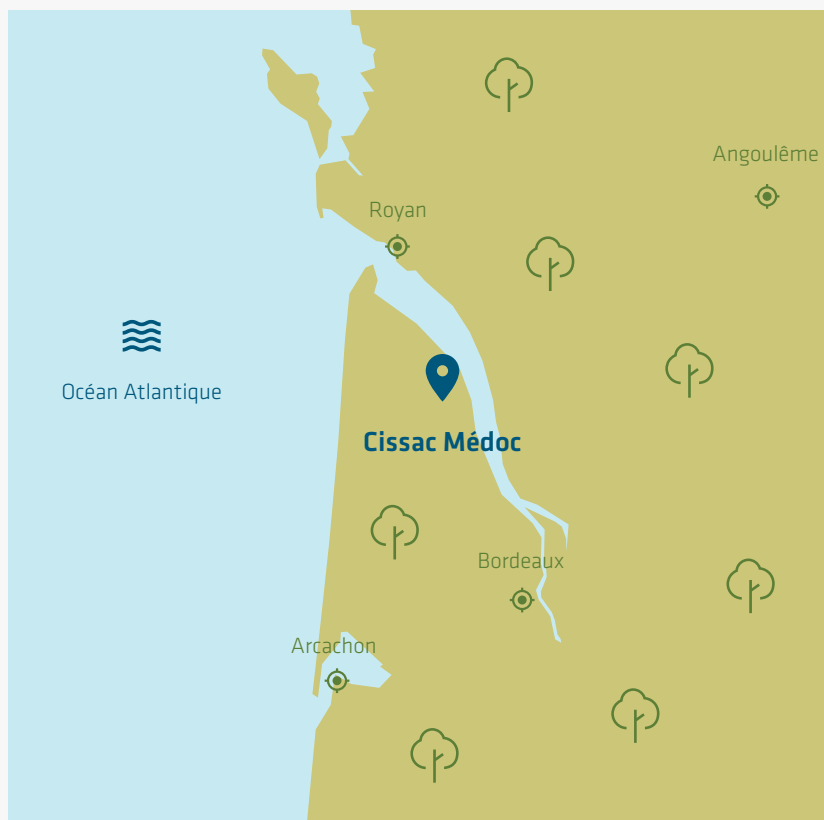 Angoulême
Royan
Océan Atlantique
Cissac Médoc
Bordeaux
Arcachon